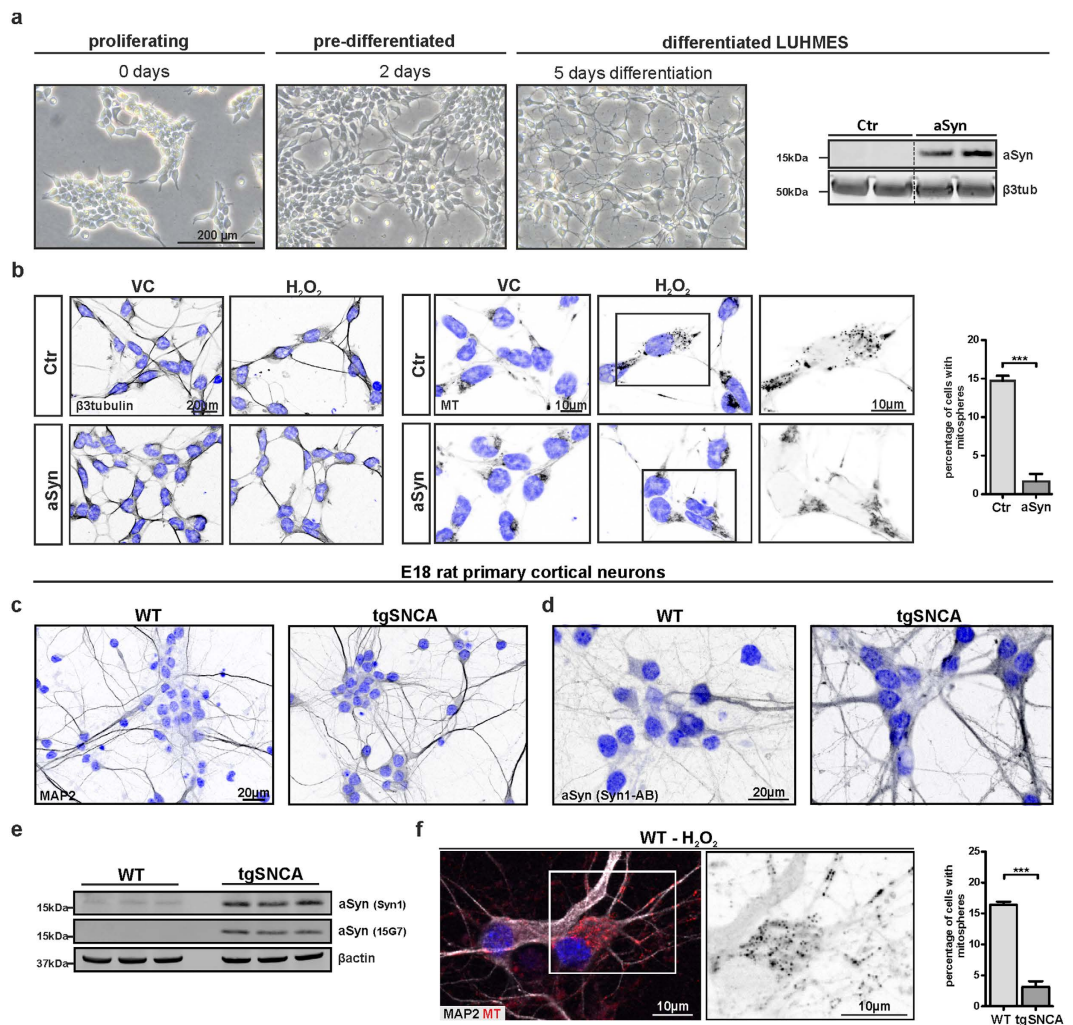 a
proliferating
pre-differentiated
differentiated LUHMES
0 days
2 days
5 days differentiation
200 µm
Ctr
aSyn
15kDa
aSyn
50kDa
β3tub
b
VC
H₂O₂
VC
H₂O₂
Ctr
β3tubulin
20µm
MT
10µm
10µm
aSyn
percentage of cells with
mitospheres
20
15
10
5
0
***
Ctr
aSyn
E18 rat primary cortical neurons
c
WT
tgSNCA
d
WT
tgSNCA
MAP2
20µm
aSyn (Syn1-AB)
20µm
e
WT
tgSNCA
15kDa
aSyn (Syn1)
15kDa
aSyn (15G7)
37kDa
βactin
f
WT - H₂O₂
MAP2 MT
10µm
10µm
percentage of cells with
mitospheres
25
20
15
10
5
0
***
WT
tgSNCA